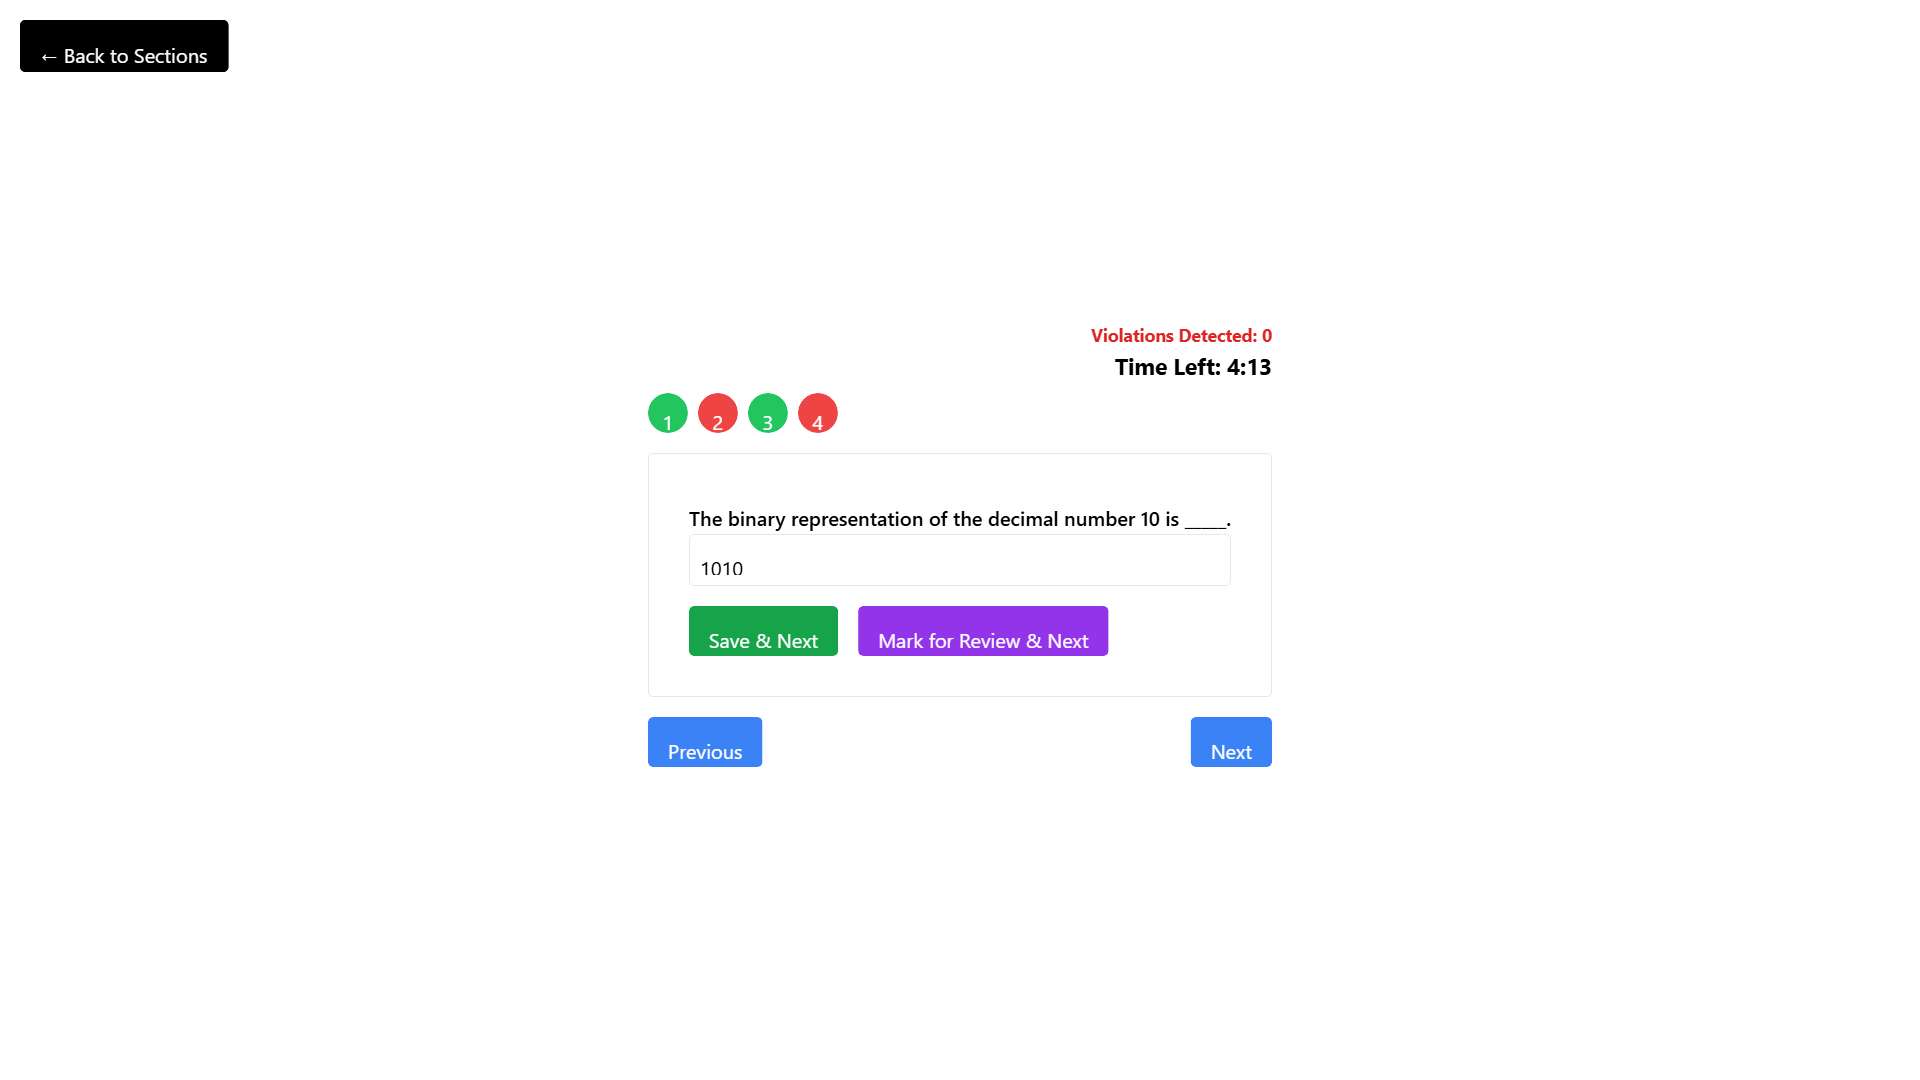 ← Back to Sections
Violations Detected: 0
Time Left: 4:13
1 2 3 4
The binary representation of the decimal number 10 is _____.
1010
Save & Next Mark for Review & Next
Previous Next